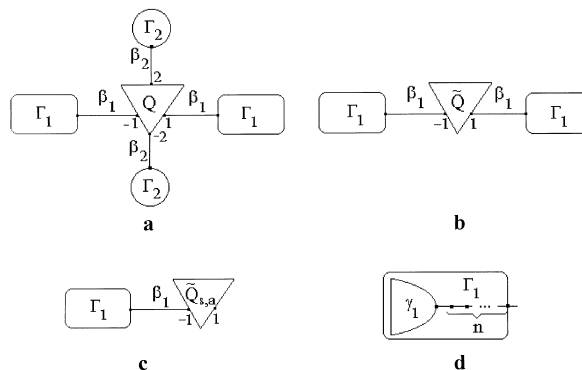 Γ₂
β₂
2
Γ₁ β₁ Q β₁ Γ₁
-1 1
-2
β₂
Γ₂
a
Γ₁ β₁ Q̃ β₁ Γ₁
-1 1
b
Γ₁ β₁ Q̃s,a
-1 1
c
γ₁ Γ₁
...
n
d